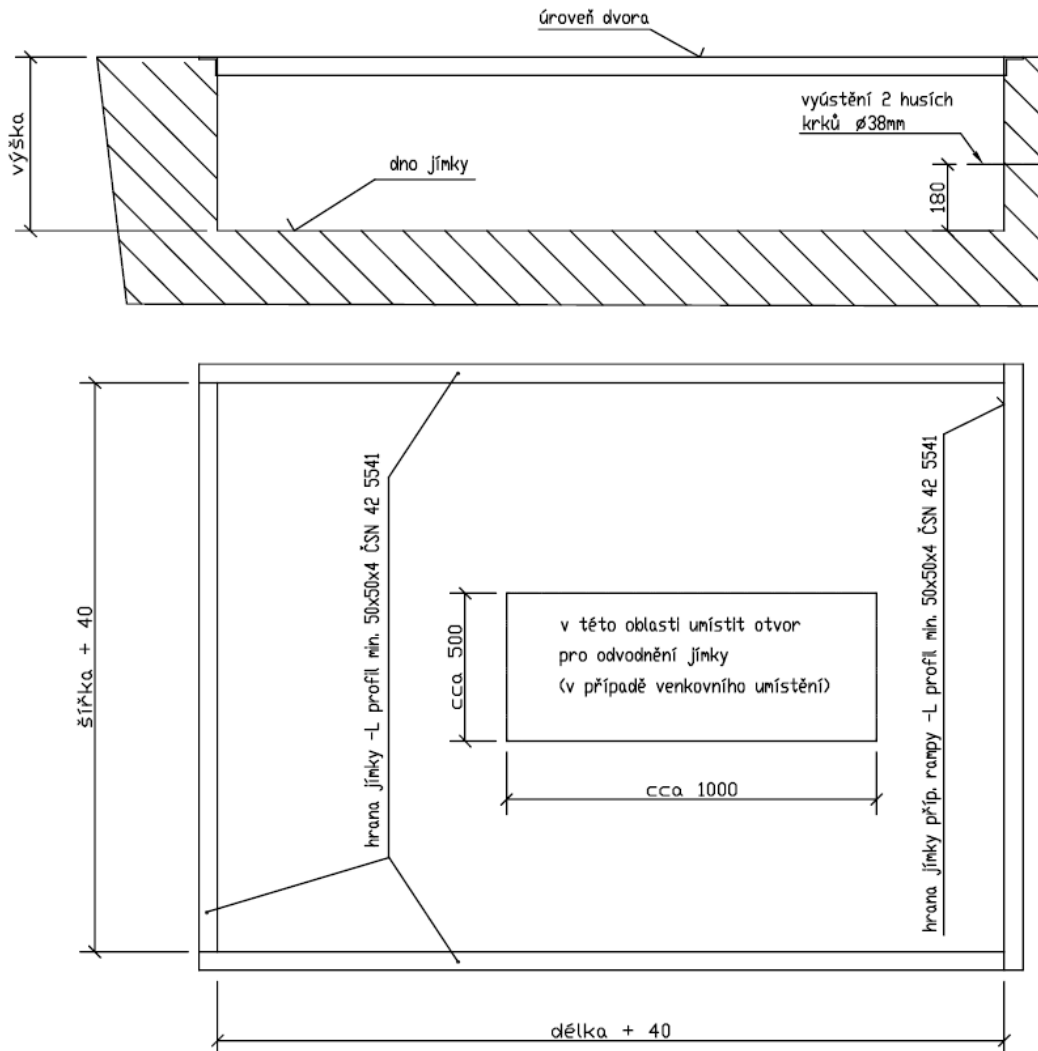 úroveň dvora
vyústění 2 husích
krků ø38mm
výška
dno jímky
180
hrana jímky -L profil min. 50x50x4 ČSN 42 5541
hrana jímky příp. rampy -L profil min. 50x50x4 ČSN 42 5541
šířka + 40
cca 500
v této oblasti umístit otvor
pro odvodnění jímky
(v případě venkovního umístění)
cca 1000
délka + 40